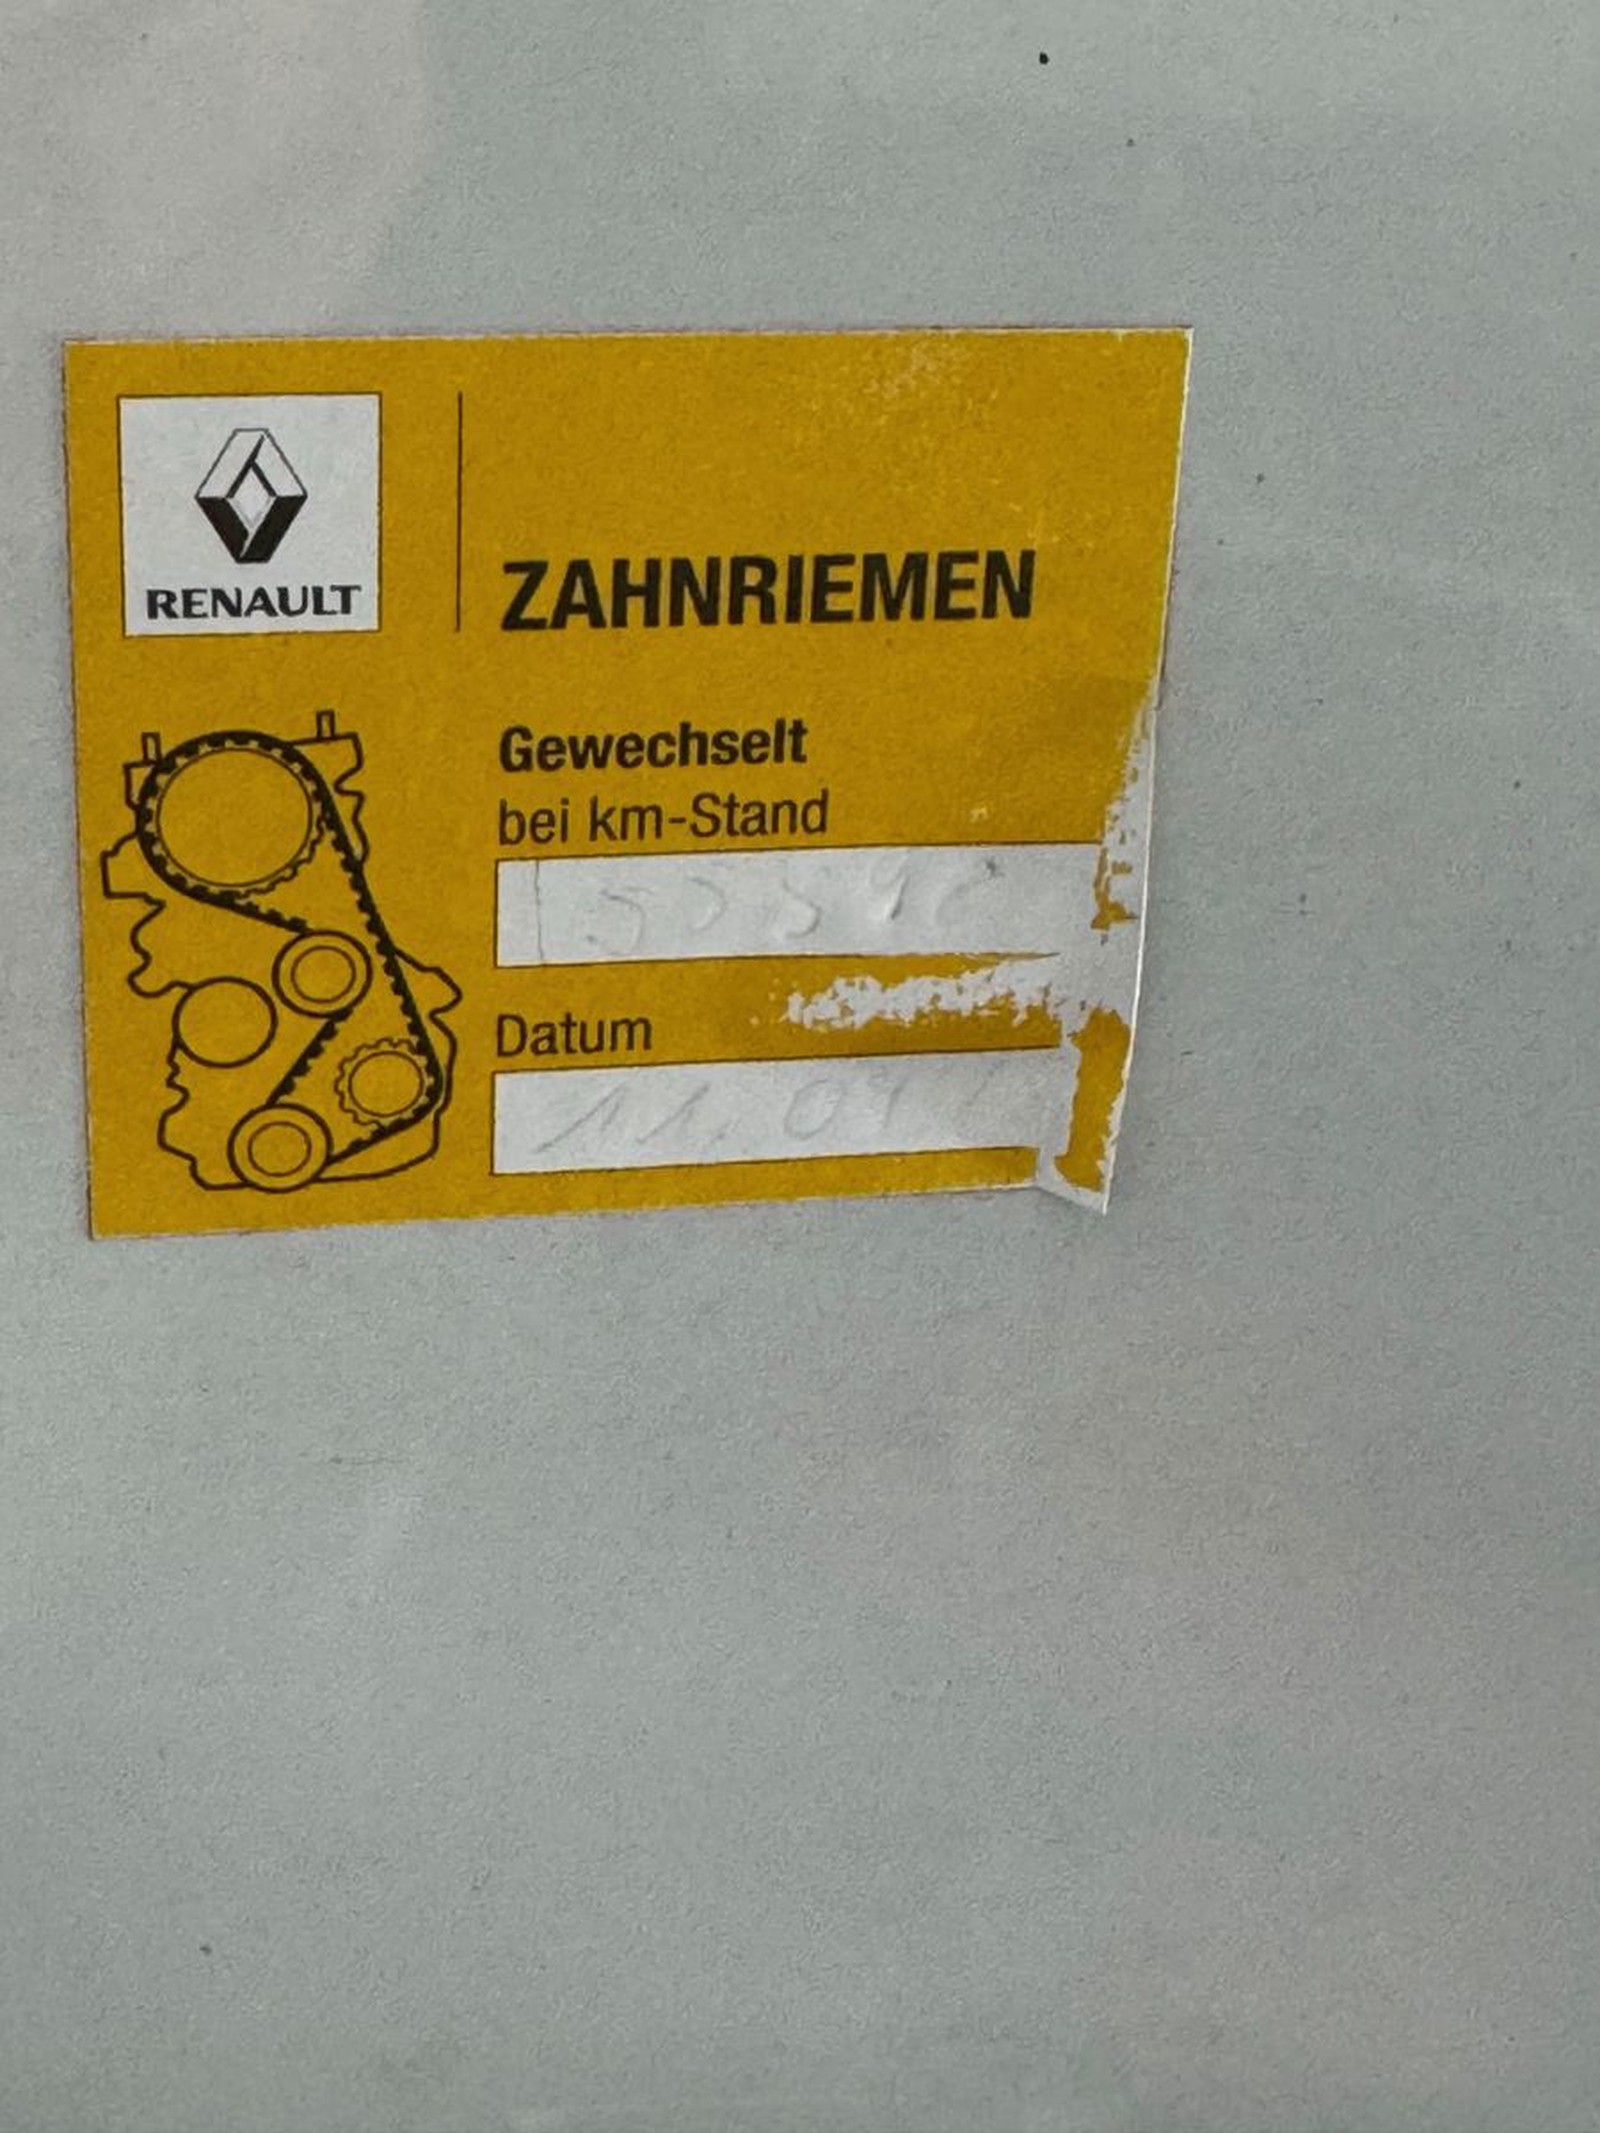 RENAULT
ZAHNRIEMEN
Gewechselt
bei km-Stand
Datum